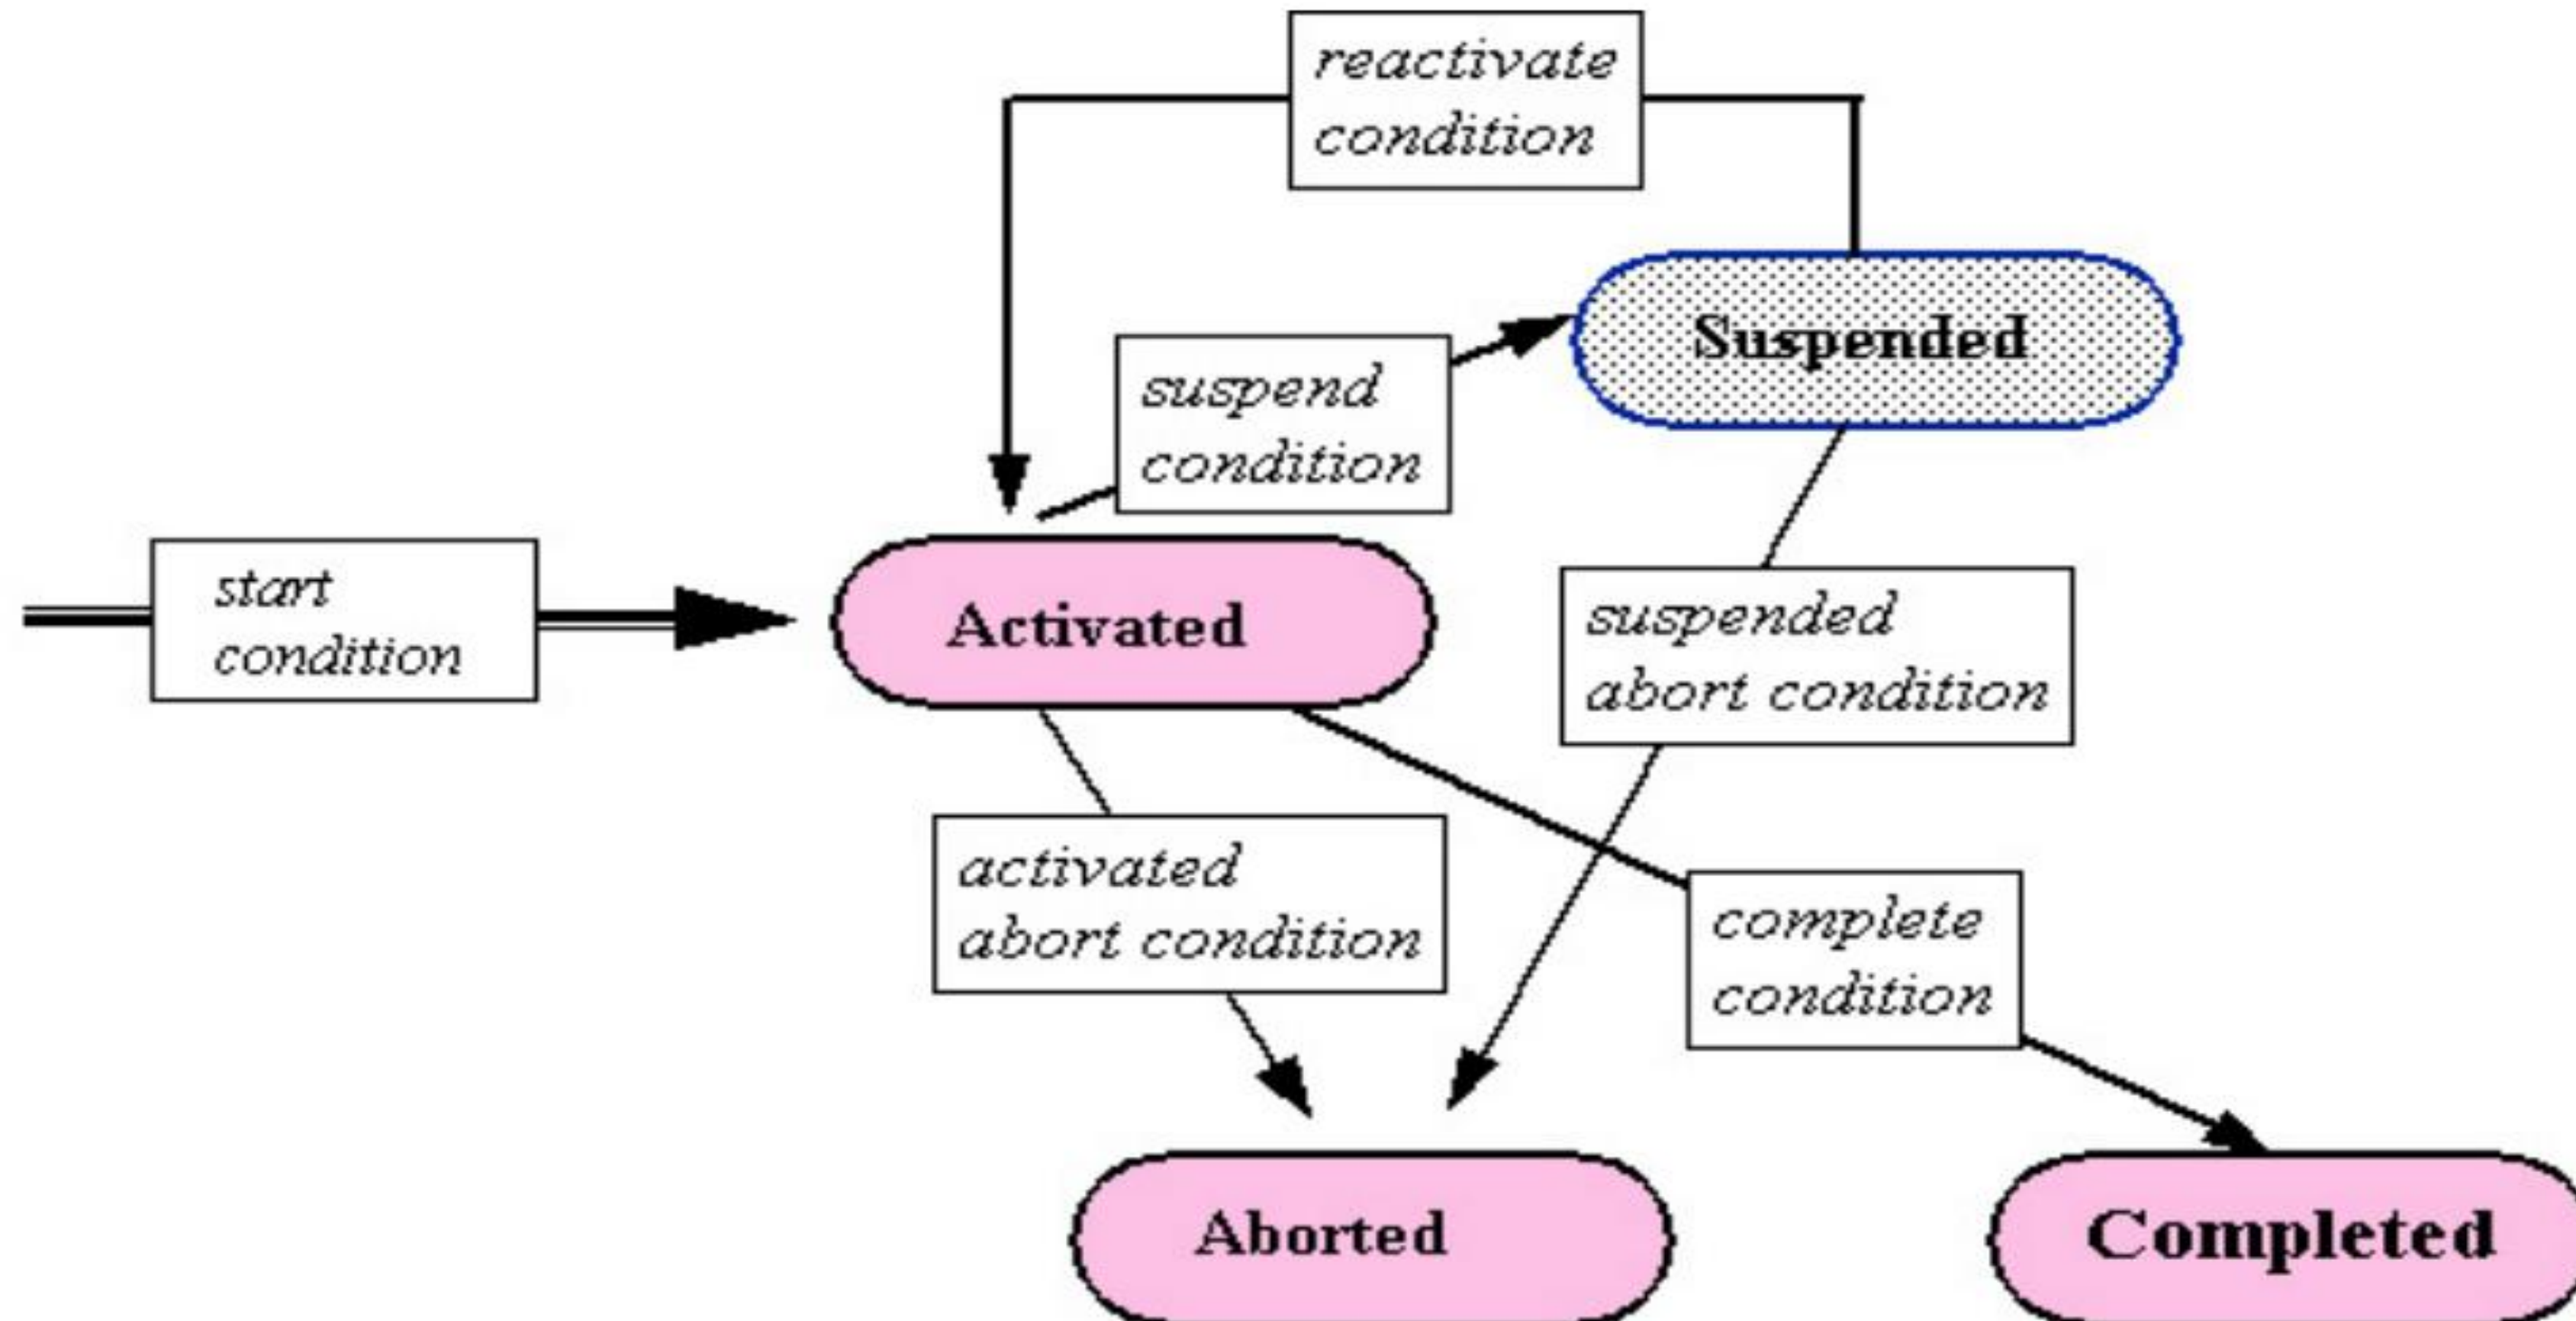 reactivate
condition
Suspended
suspend
condition
start
condition
Activated
suspended
abort condition
activated
abort condition
complete
condition
Aborted
Completed